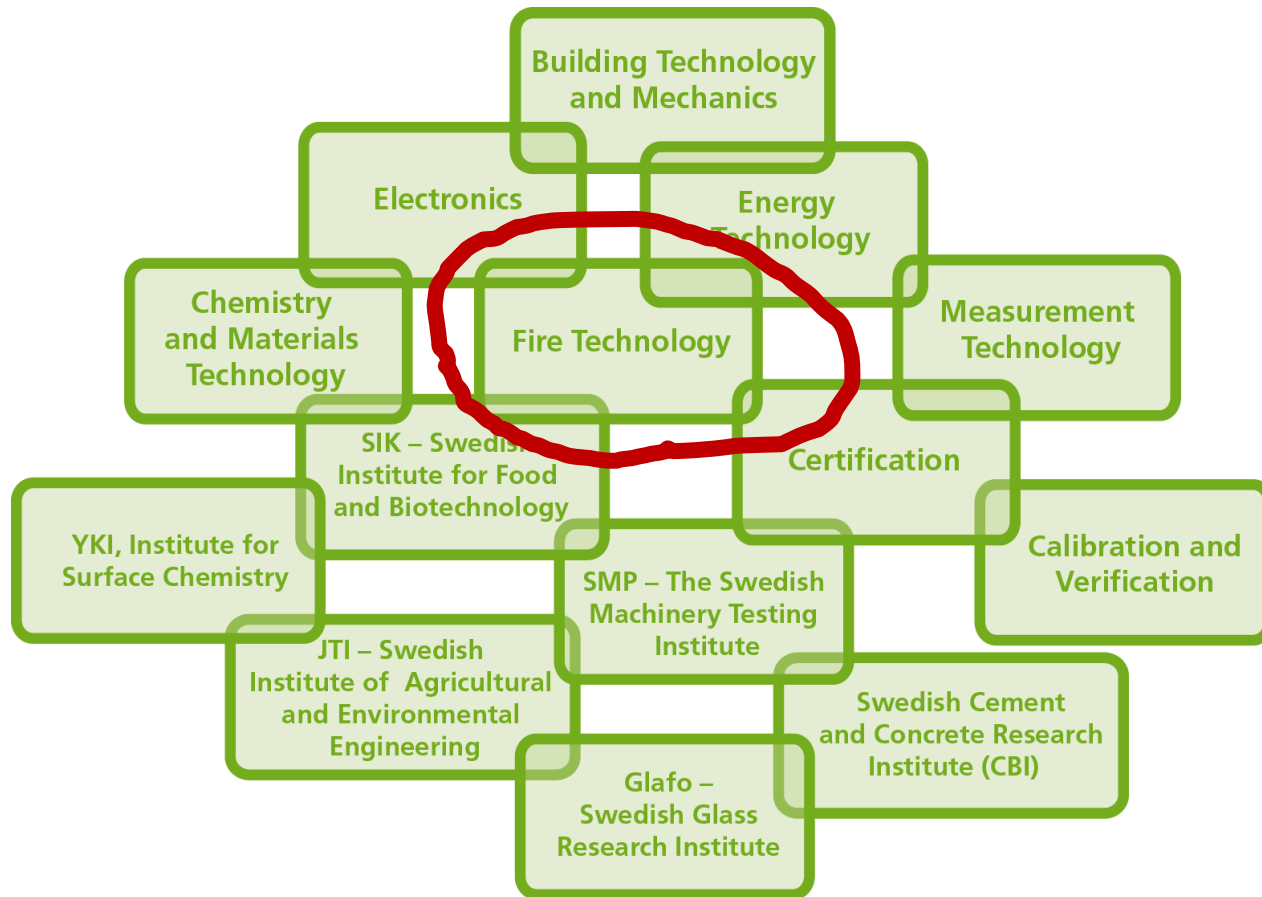 Building Technology
and Mechanics
Electronics
Energy
Technology
Chemistry
and Materials
Technology
Fire Technology
Measurement
Technology
SIK – Swedish
Institute for Food
and Biotechnology
Certification
YKI, Institute for
Surface Chemistry
SMP – The Swedish
Machinery Testing
Institute
Calibration and
Verification
JTI – Swedish
Institute of Agricultural
and Environmental
Engineering
Swedish Cement
and Concrete Research
Institute (CBI)
Glafo –
Swedish Glass
Research Institute